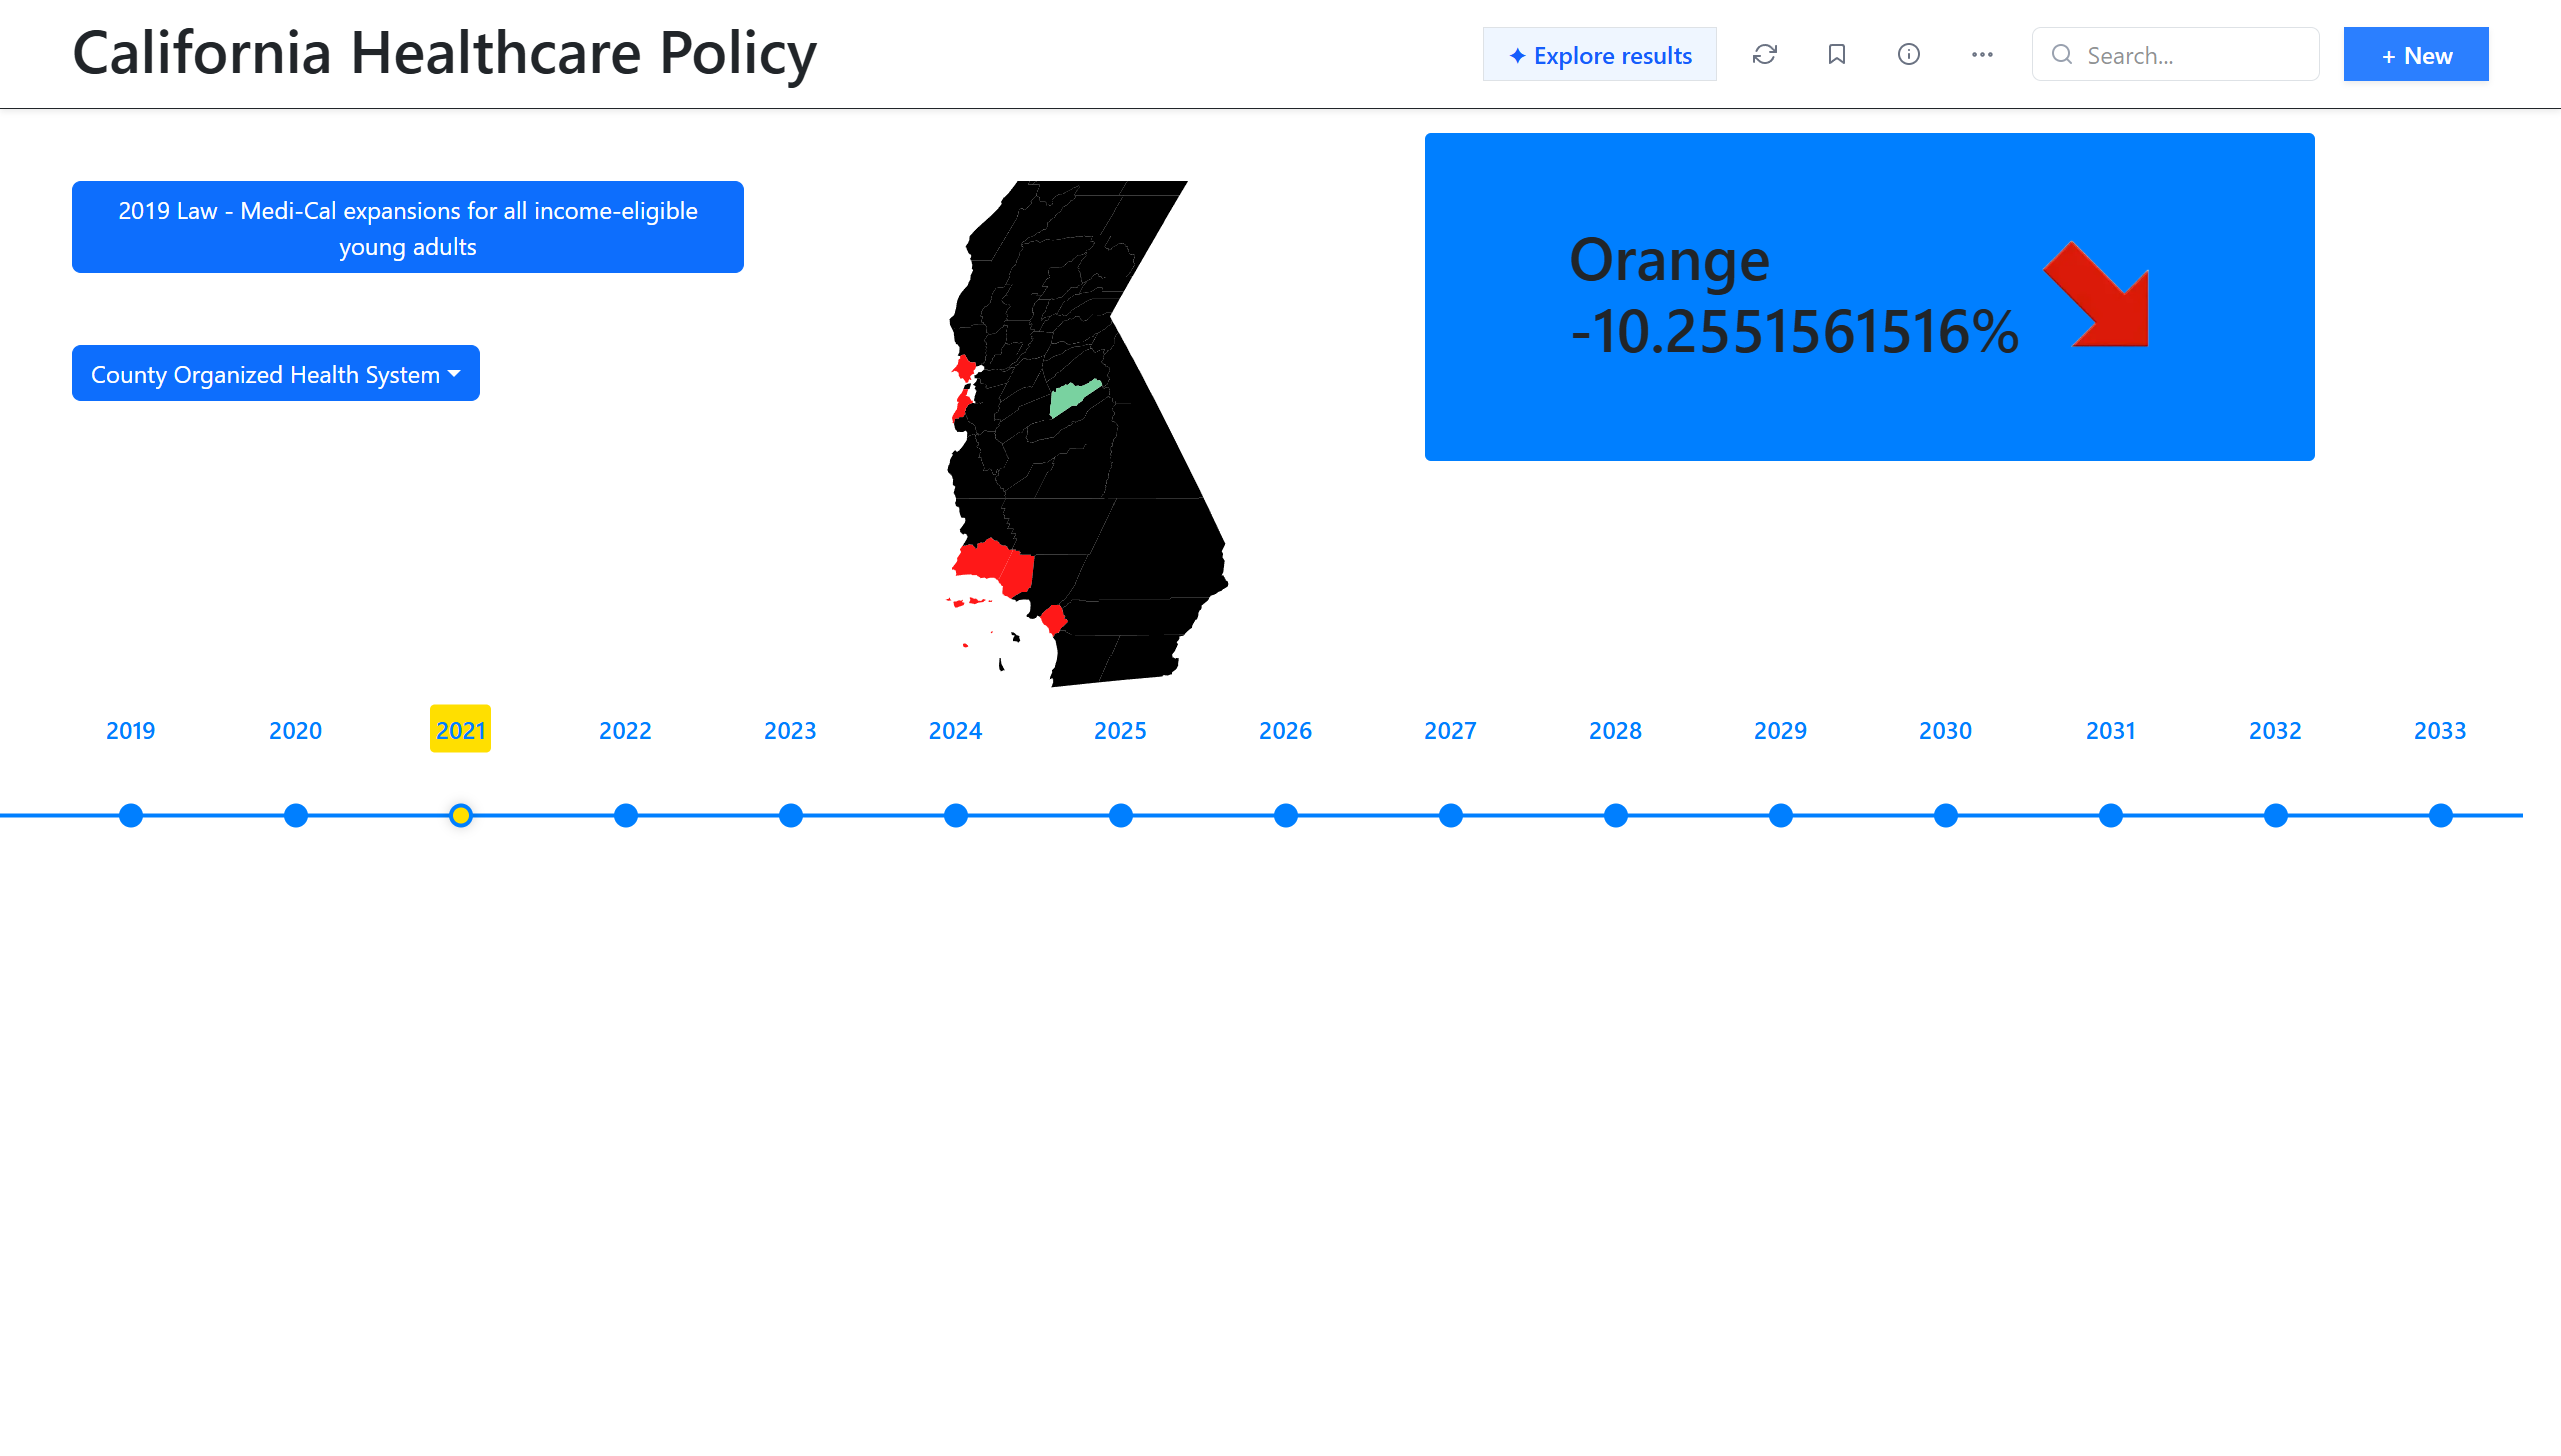 California Healthcare Policy
✦ Explore results
Search...
+ New
2019 Law - Medi-Cal expansions for all income-eligible
young adults
County Organized Health System
Orange
-10.2551561516%
2019 2020 2021 2022 2023 2024 2025 2026 2027 2028 2029 2030 2031 2032 2033